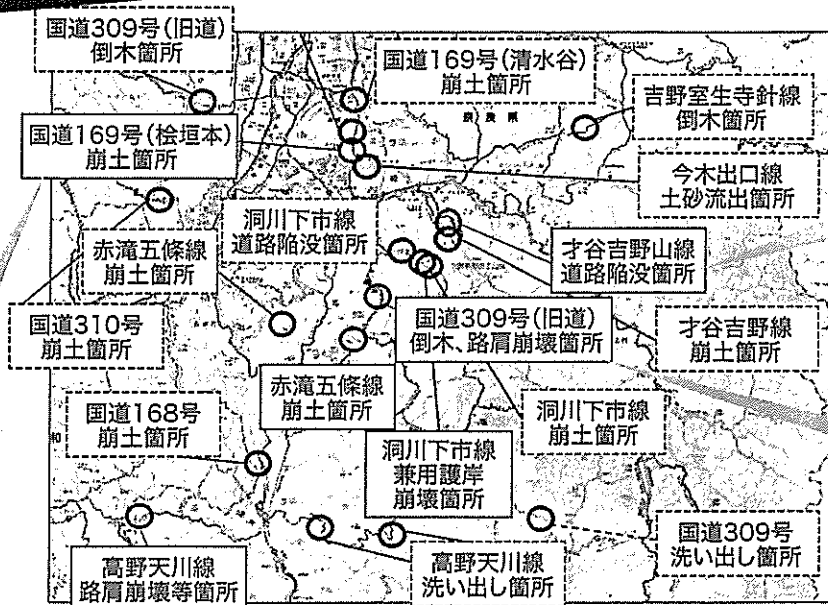 国道309号(旧道)
倒木箇所
国道169号(清水谷)
崩土箇所
吉野室生寺針線
倒木箇所
奈良県
国道169号(桧垣本)
崩土箇所
今木出口線
土砂流出箇所
洞川下市線
道路陥没箇所
赤滝五條線
崩土箇所
才谷吉野山線
道路陥没箇所
国道310号
崩土箇所
国道309号(旧道)
倒木、路肩崩壊箇所
才谷吉野線
崩土箇所
赤滝五條線
崩土箇所
国道168号
崩土箇所
洞川下市線
崩土箇所
洞川下市線
兼用護岸
崩壊箇所
国道309号
洗い出し箇所
高野天川線
路肩崩壊等箇所
高野天川線
洗い出し箇所